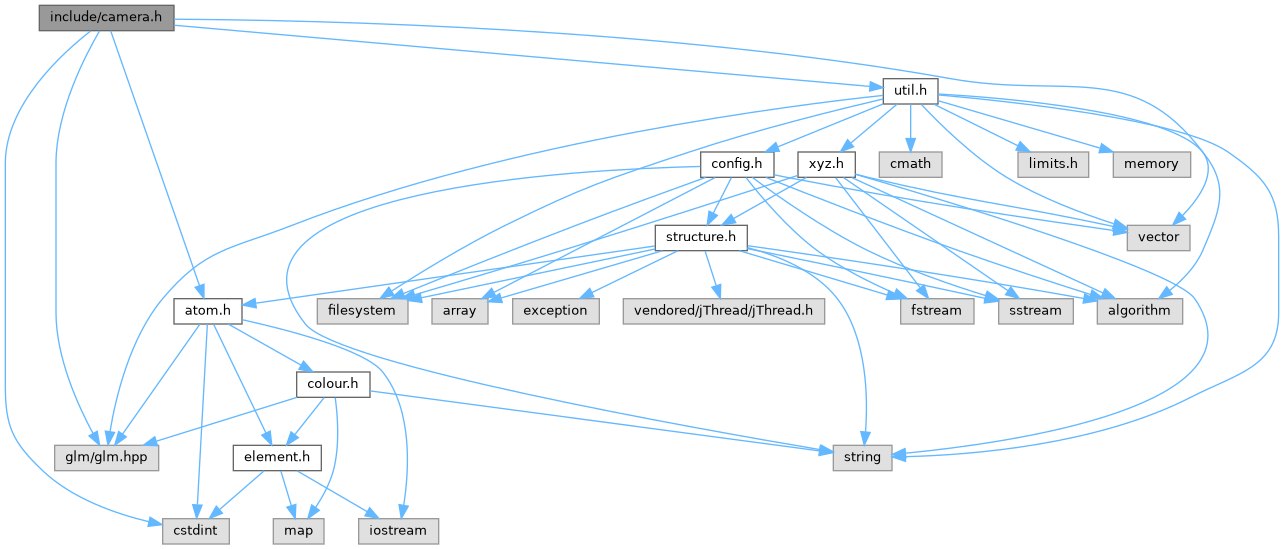 include/camera.h
util.h
config.h
xyz.h
cmath
limits.h
memory
structure.h
vector
atom.h
filesystem
array
exception
vendored/jThread/jThread.h
fstream
sstream
algorithm
colour.h
glm/glm.hpp
element.h
string
cstdint
map
iostream